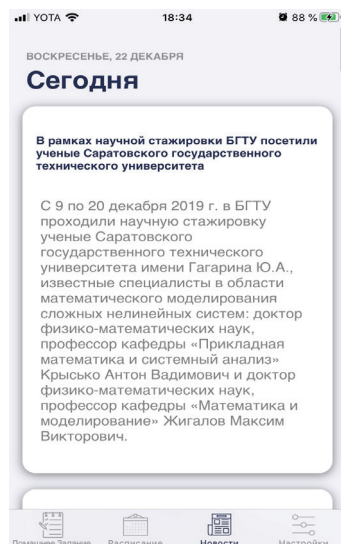 YOTA 18:34 88 %
ВОСКРЕСЕНЬЕ, 22 ДЕКАБРЯ
Сегодня
В рамках научной стажировки БГТУ посетили
ученые Саратовского государственного
технического университета
С 9 по 20 декабря 2019 г. в БГТУ
проходили научную стажировку
ученые Саратовского
государственного технического
университета имени Гагарина Ю.А.,
известные специалисты в области
математического моделирования
сложных нелинейных систем: доктор
физико-математических наук,
профессор кафедры «Прикладная
математика и системный анализ»
Крысько Антон Вадимович и доктор
физико-математических наук,
профессор кафедры «Математика и
моделирование» Жигалов Максим
Викторович.
Домашнее Задание Расписание Новости Настройки